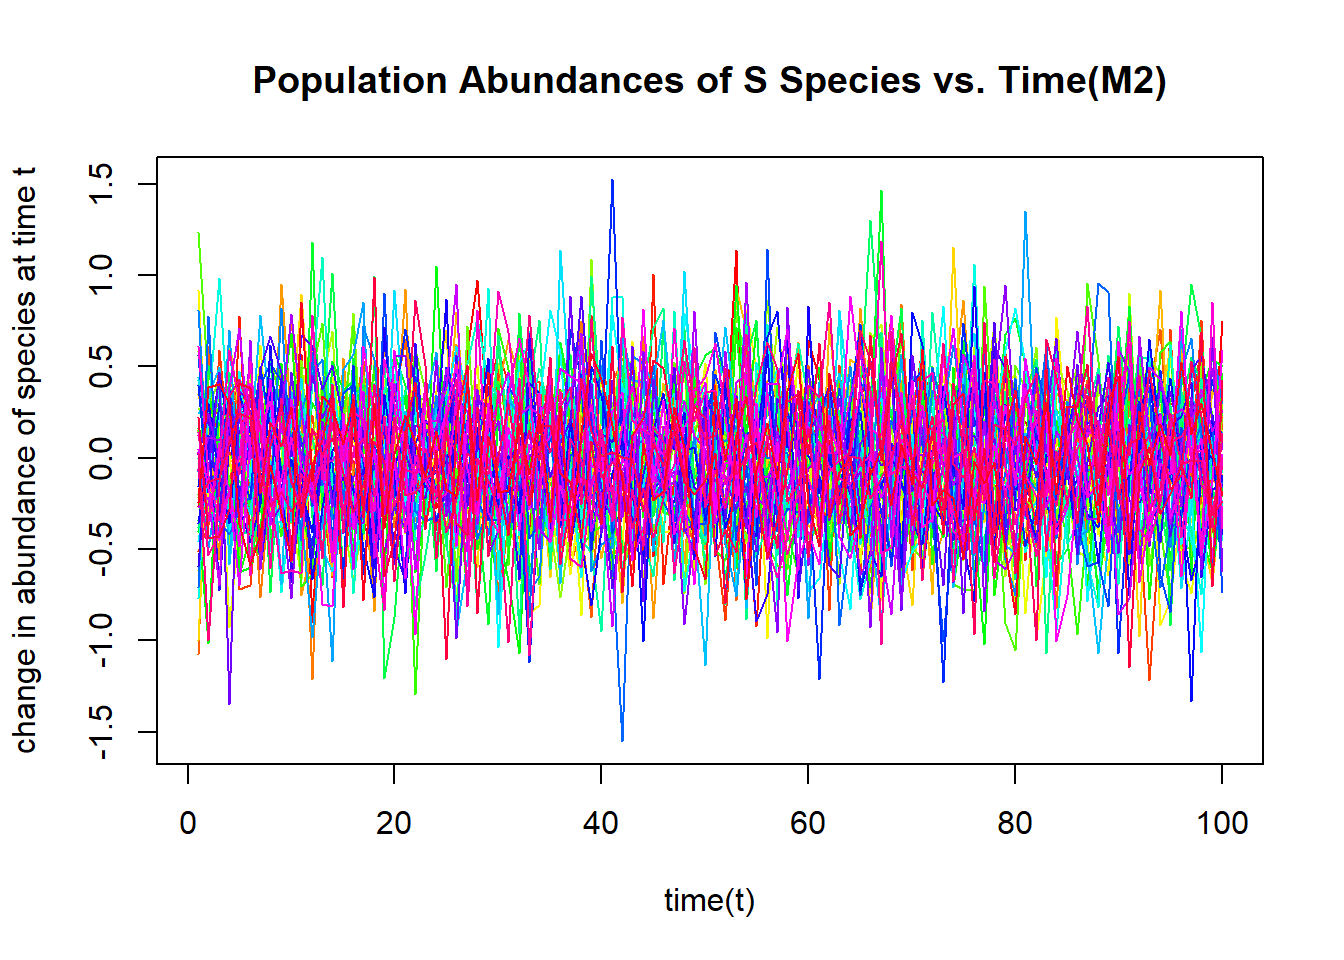 Population Abundances of S Species vs. Time(M2)
change in abundance of species at time t
1.5
1.0
0.5
0.0
-0.5
-1.0
-1.5
0 20 40 60 80 100
time(t)